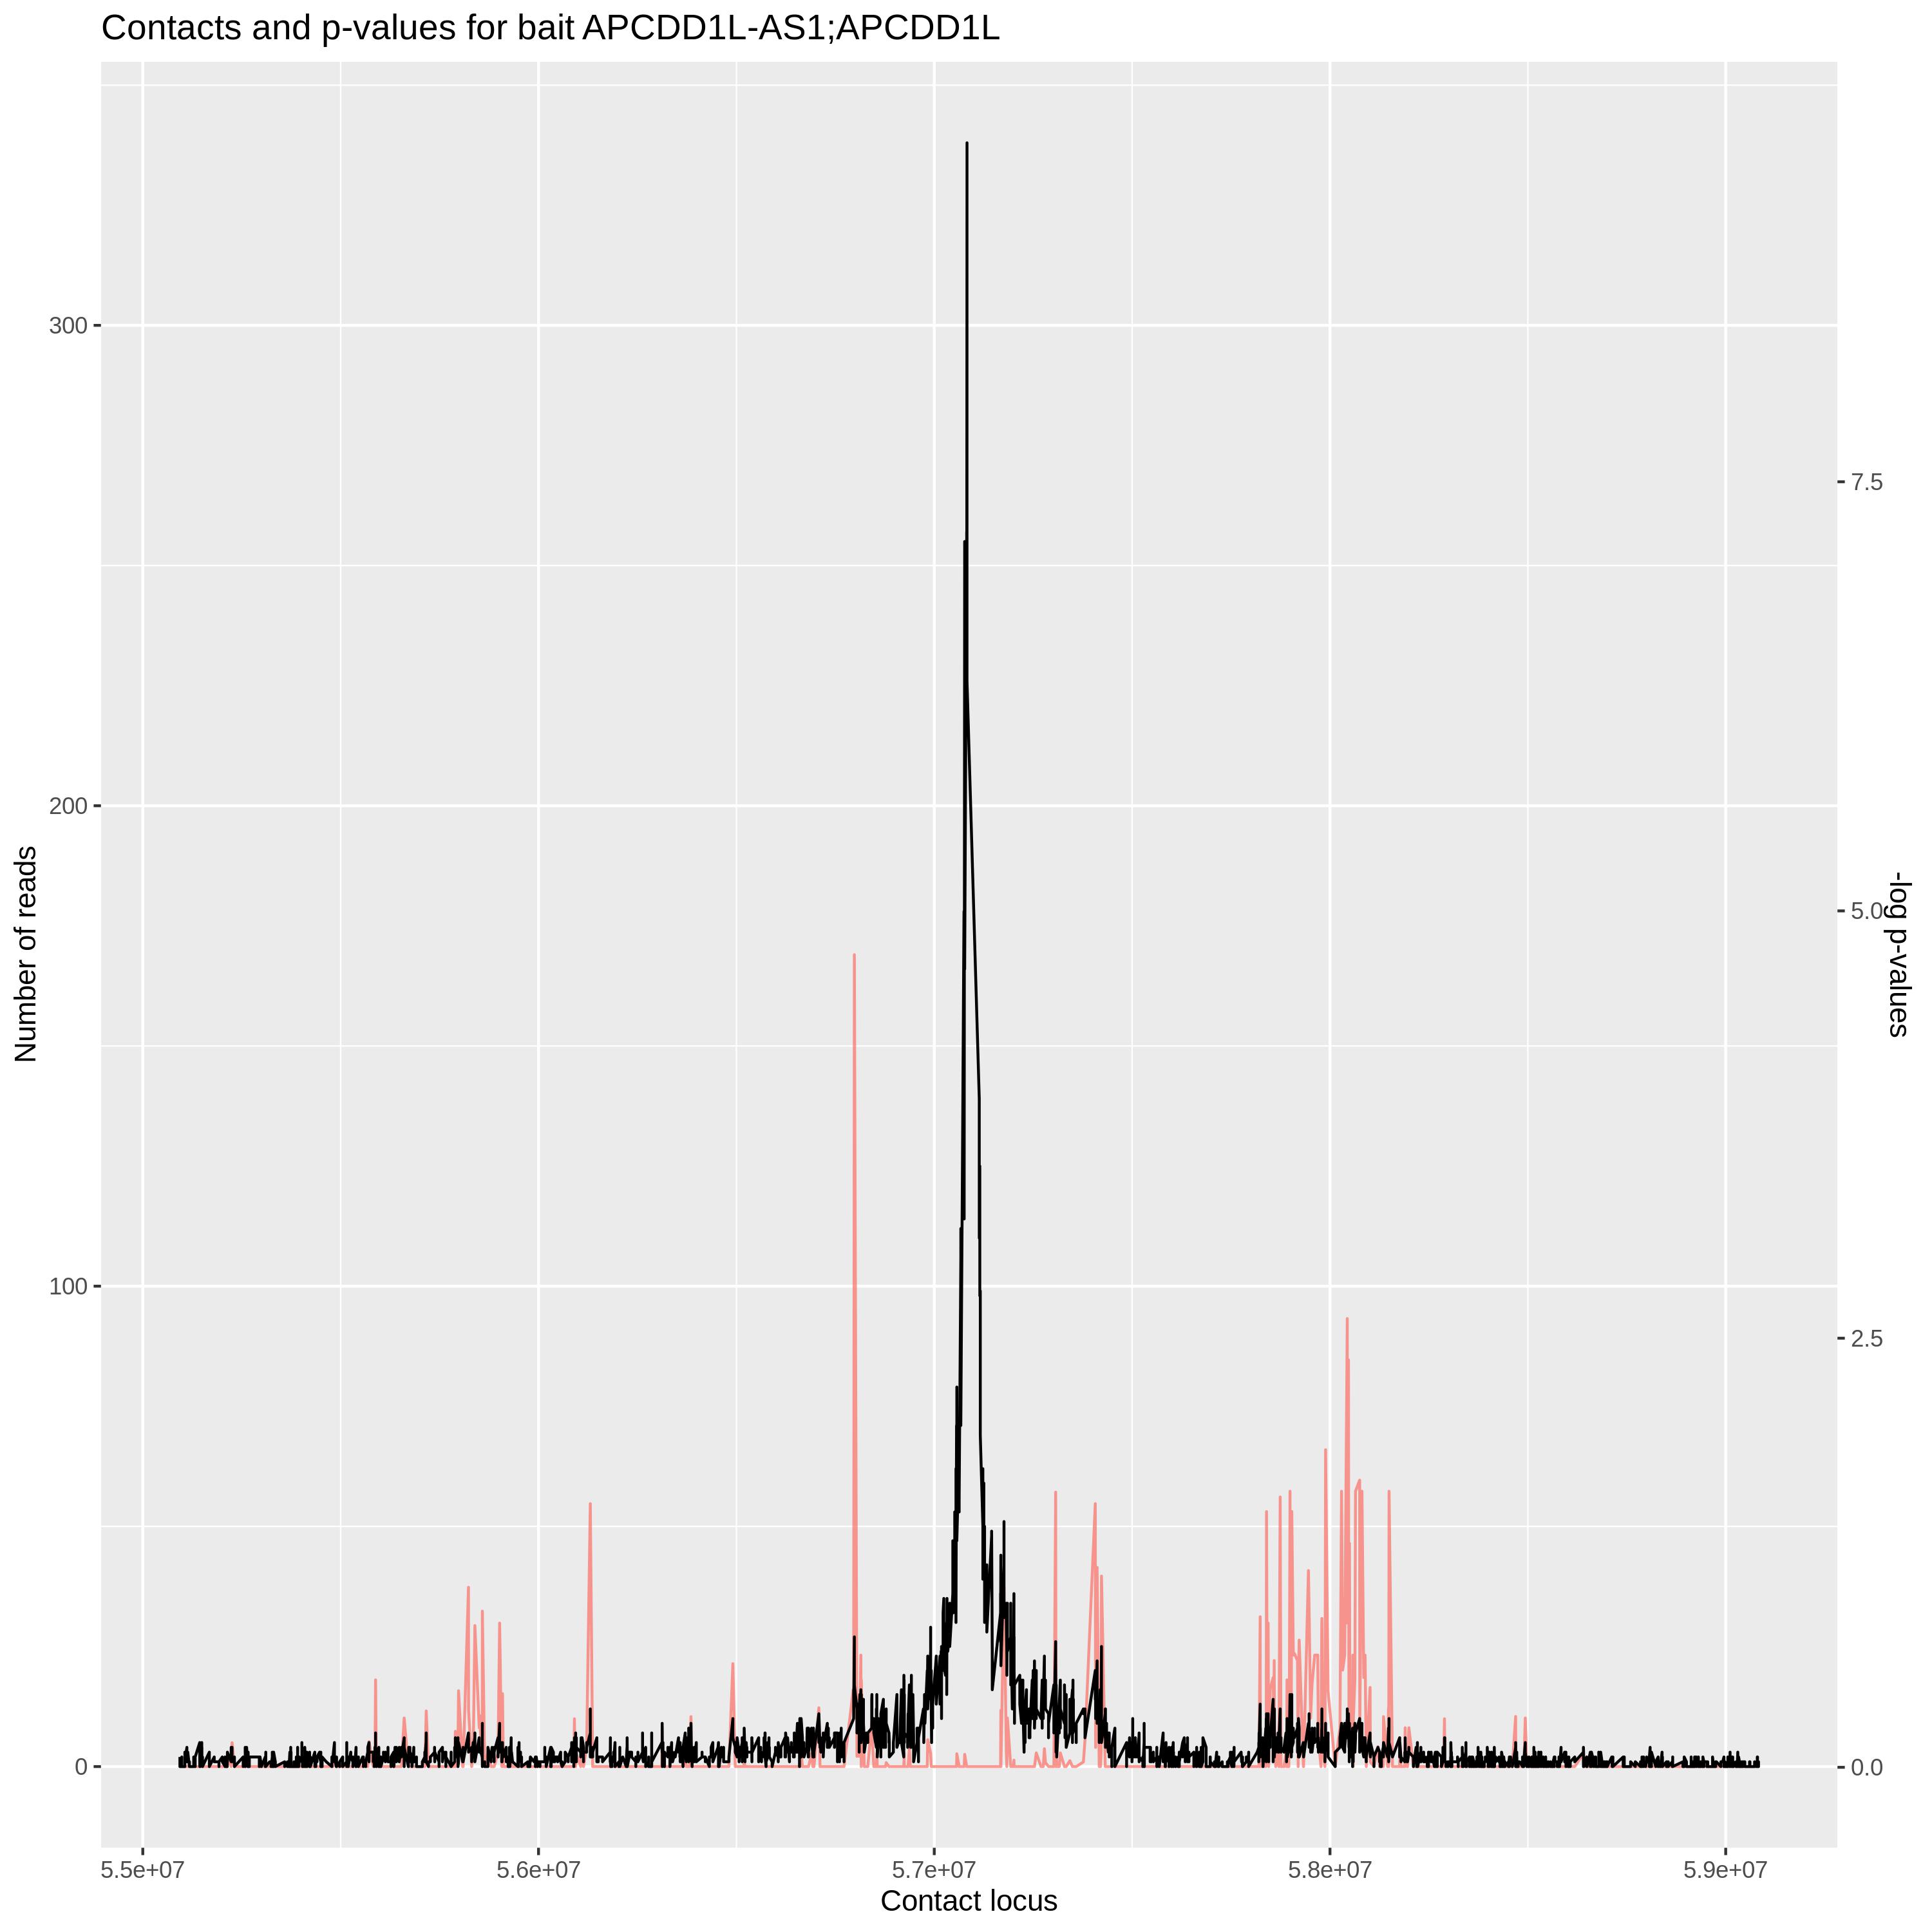 Contacts and p-values for bait APCDD1L-AS1;APCDD1L
Number of reads
300
200
100
0
7.5
5.0
2.5
0.0
-log p-values
5.5e+07
5.6e+07
5.7e+07
5.8e+07
5.9e+07
Contact locus